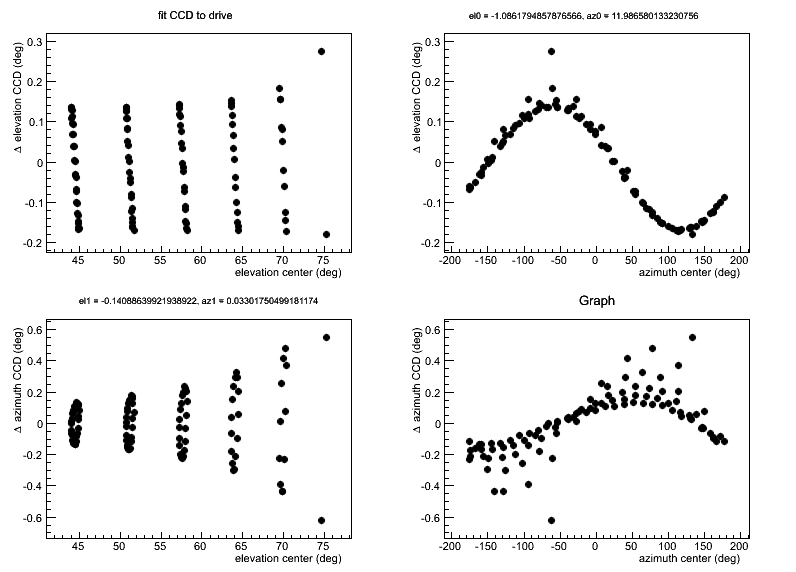 fit CCD to drive
el0 = -1.0861794857876566, az0 = 11.986580133230756
Δ elevation CCD (deg)
0.3
0.2
0.1
0
-0.1
-0.2
45 50 55 60 65 70 75
elevation center (deg)
Δ elevation CCD (deg)
0.3
0.2
0.1
0
-0.1
-0.2
-200 -150 -100 -50 0 50 100 150 200
azimuth center (deg)
el1 = -0.14088639921938922, az1 = 0.03301750499181174
Graph
Δ azimuth CCD (deg)
0.6
0.4
0.2
0
-0.2
-0.4
-0.6
45 50 55 60 65 70 75
elevation center (deg)
Δ azimuth CCD (deg)
0.6
0.4
0.2
0
-0.2
-0.4
-0.6
-200 -150 -100 -50 0 50 100 150 200
azimuth center (deg)